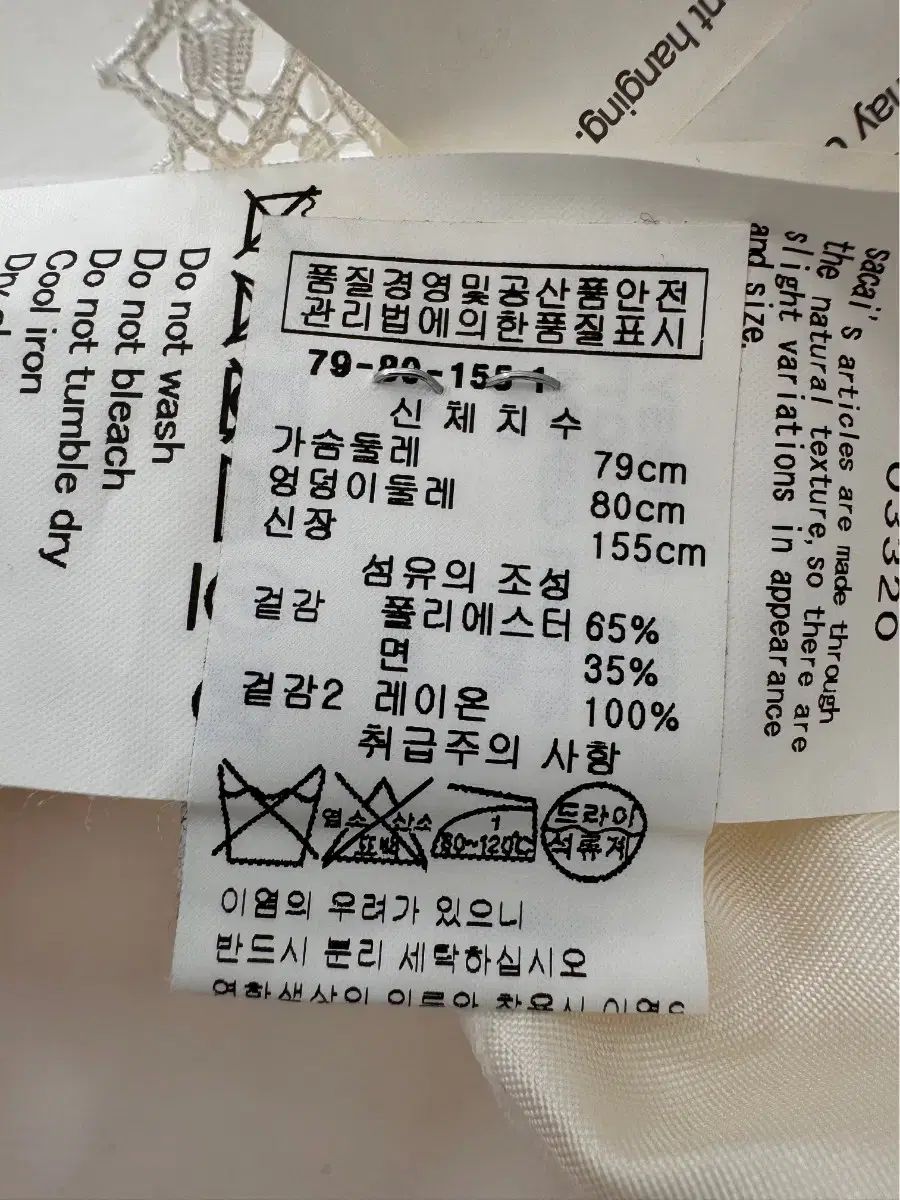 nt hanging.
may
Do not wash
Do not bleach
Do not tumble dry
Cool iron
sacai's articles are made through
the natural texture, so there are
slight variations in appearance
and size.
03320
품질경영및공산품안전
관리법에의한품질표시
79-80-155-1
신체치수
가슴둘레 79cm
엉덩이둘레 80cm
신장 155cm
섬유의 조성
겉감 폴리에스터 65%
면 35%
겉감2 레이온 100%
취급주의 사항
염소 산소
표백
1
80~120℃
드라이
석유계
이염의 우려가 있으니
반드시 분리 세탁하십시오